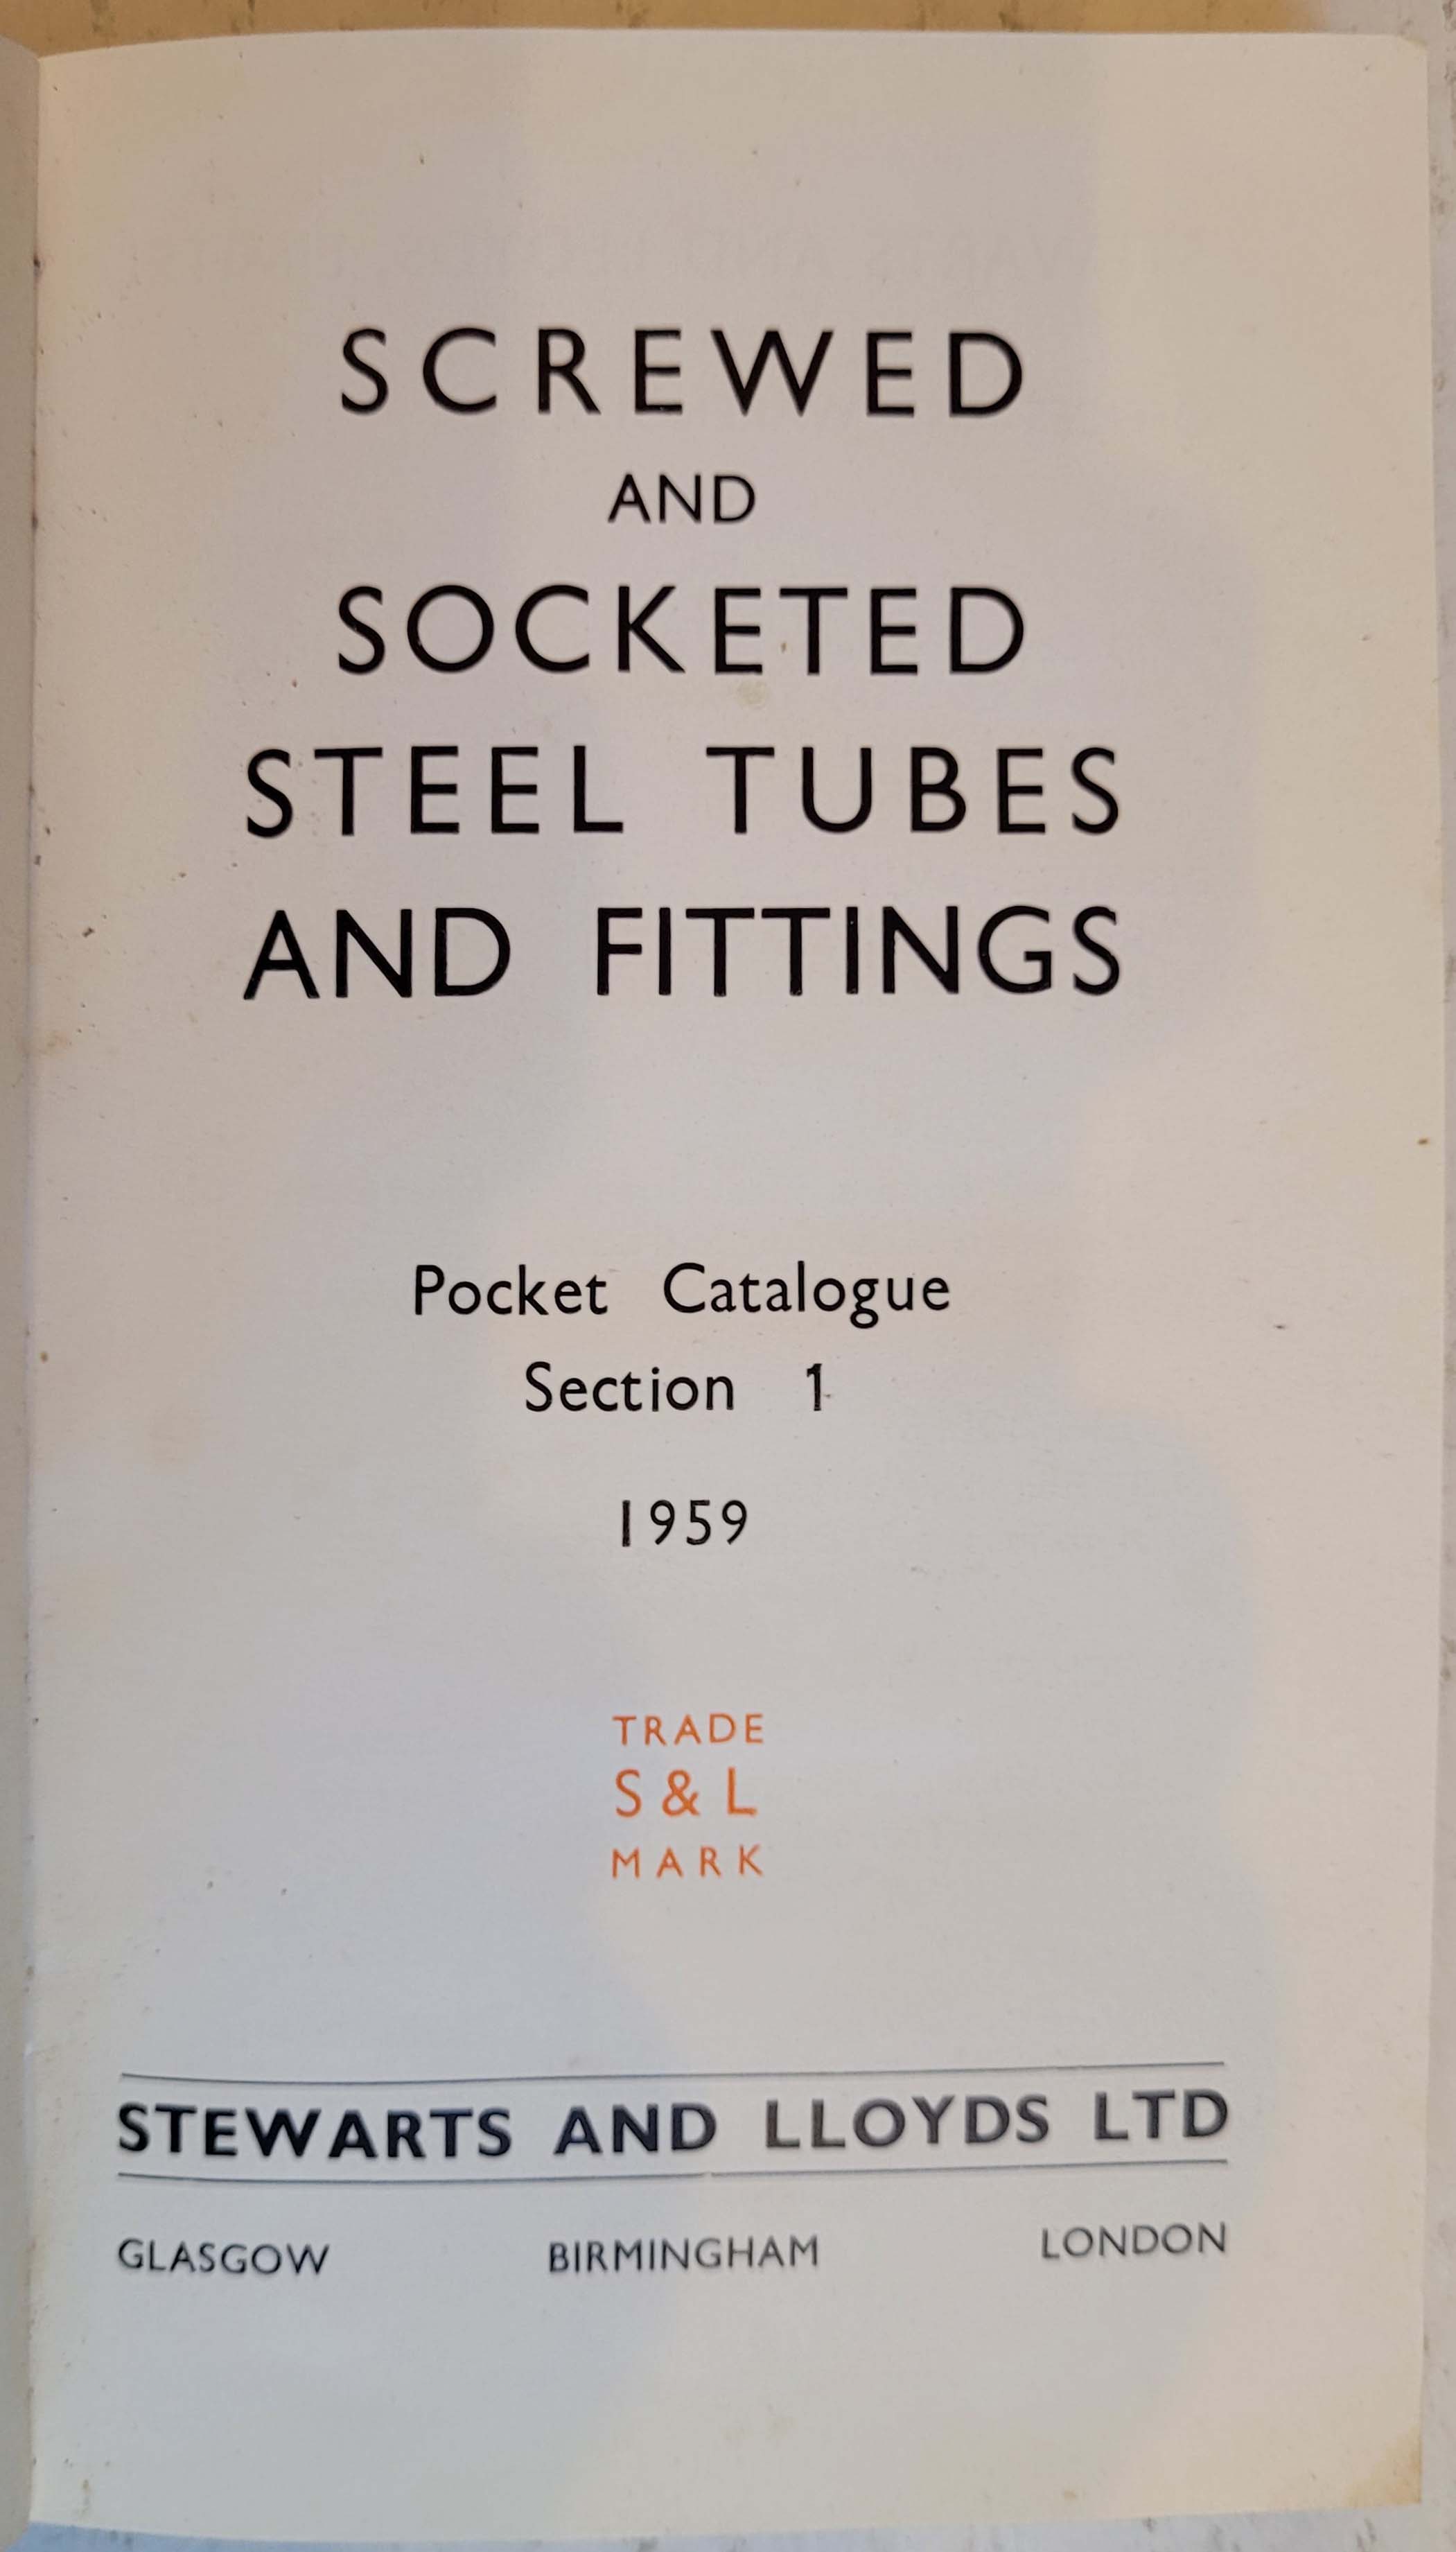 SCREWED
AND
SOCKETED
STEEL TUBES
AND FITTINGS
Pocket Catalogue
Section 1
1959
TRADE
S & L
MARK
STEWARTS AND LLOYDS LTD
GLASGOW BIRMINGHAM LONDON